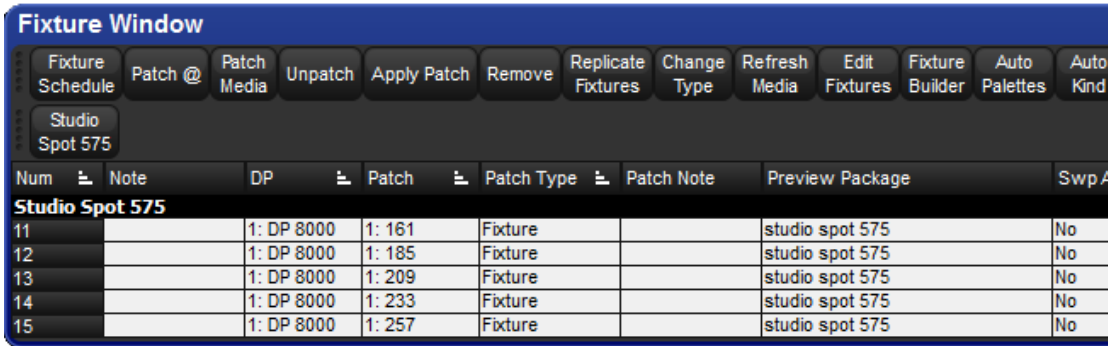 Fixture Window
Fixture Schedule Patch @ Patch Media Unpatch Apply Patch Remove Replicate Fixtures Change Type Refresh Media Edit Fixtures Fixture Builder Auto Palettes Auto Kind
Studio Spot 575
Num Note DP Patch Patch Type Patch Note Preview Package Swp A
Studio Spot 575
11 1: DP 8000 1: 161 Fixture studio spot 575 No
12 1: DP 8000 1: 185 Fixture studio spot 575 No
13 1: DP 8000 1: 209 Fixture studio spot 575 No
14 1: DP 8000 1: 233 Fixture studio spot 575 No
15 1: DP 8000 1: 257 Fixture studio spot 575 No